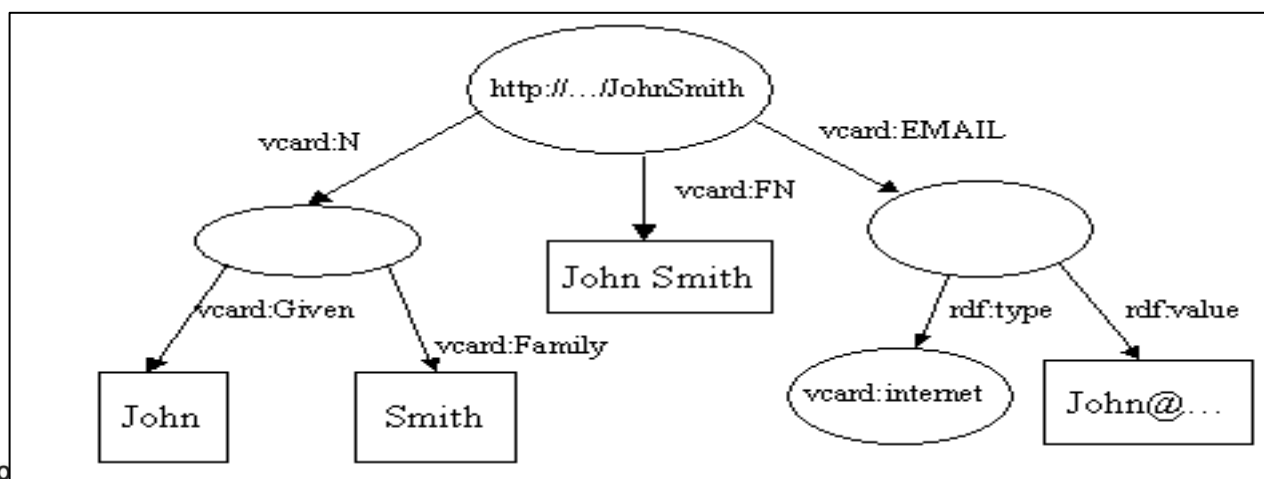 http://.../JohnSmith
vcard:N
vcard:EMAIL
vcard:FN
John Smith
vcard:Given
vcard:Family
rdf:type
rdf:value
John
Smith
vcard:internet
John@...